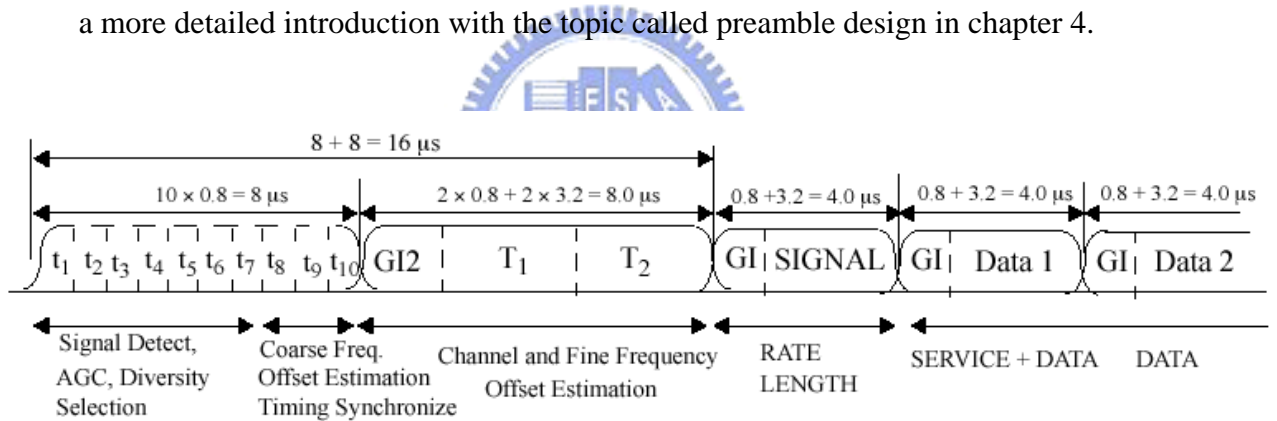 a more detailed introduction with the topic called preamble design in chapter 4.
E S A
8 + 8 = 16 μs
10 × 0.8 = 8 μs
2 × 0.8 + 2 × 3.2 = 8.0 μs
0.8 +3.2 = 4.0 μs
0.8 + 3.2 = 4.0 μs
0.8 + 3.2 = 4.0 μs
t1 t2 t3 t4 t5 t6 t7 t8 t9 t10 GI2 T1 T2 GI SIGNAL GI Data 1 GI Data 2
Signal Detect,
AGC, Diversity
Selection
Coarse Freq.
Offset Estimation
Timing Synchronize
Channel and Fine Frequency
Offset Estimation
RATE
LENGTH
SERVICE + DATA
DATA